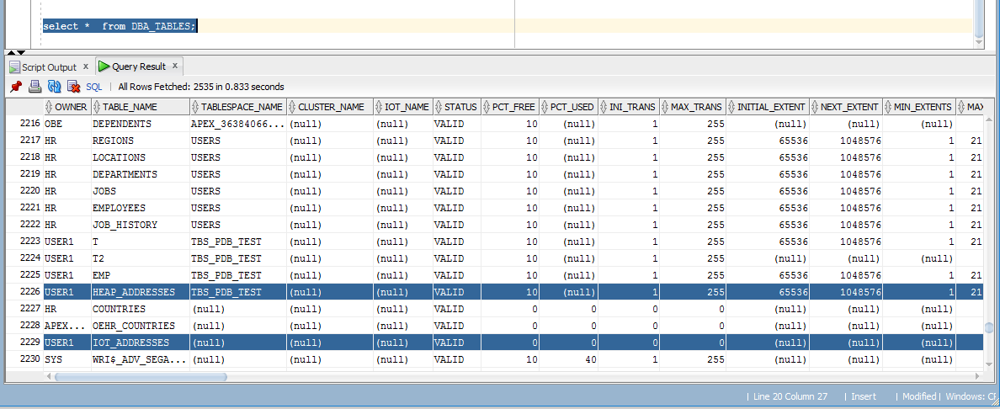 select *  from DBA_TABLES;
Script Output x Query Result x
SQL | All Rows Fetched: 2535 in 0.833 seconds
OWNER TABLE_NAME TABLESPACE_NAME CLUSTER_NAME IOT_NAME STATUS PCT_FREE PCT_USED INI_TRANS MAX_TRANS INITIAL_EXTENT NEXT_EXTENT MIN_EXTENTS MAX
2216 OBE DEPENDENTS APEX_36384066... (null) (null) VALID 10 (null) 1 255 (null) (null) (null)
2217 HR REGIONS USERS (null) (null) VALID 10 (null) 1 255 65536 1048576 1 21
2218 HR LOCATIONS USERS (null) (null) VALID 10 (null) 1 255 65536 1048576 1 21
2219 HR DEPARTMENTS USERS (null) (null) VALID 10 (null) 1 255 65536 1048576 1 21
2220 HR JOBS USERS (null) (null) VALID 10 (null) 1 255 65536 1048576 1 21
2221 HR EMPLOYEES USERS (null) (null) VALID 10 (null) 1 255 65536 1048576 1 21
2222 HR JOB_HISTORY USERS (null) (null) VALID 10 (null) 1 255 65536 1048576 1 21
2223 USER1 T TBS_PDB_TEST (null) (null) VALID 10 (null) 1 255 65536 1048576 1 21
2224 USER1 T2 TBS_PDB_TEST (null) (null) VALID 10 (null) 1 255 (null) (null) (null)
2225 USER1 EMP TBS_PDB_TEST (null) (null) VALID 10 (null) 1 255 65536 1048576 1 21
2226 USER1 HEAP_ADDRESSES TBS_PDB_TEST (null) (null) VALID 10 (null) 1 255 65536 1048576 1 21
2227 HR COUNTRIES (null) (null) (null) VALID 0 0 0 0 (null) (null) (null)
2228 APEX... OEHR_COUNTRIES (null) (null) (null) VALID 0 0 0 0 (null) (null) (null)
2229 USER1 IOT_ADDRESSES (null) (null) (null) VALID 0 0 0 0 (null) (null) (null)
2230 SYS WRI$_ADV_SEGA... (null) (null) (null) VALID 10 40 1 255 (null) (null) (null)
| Line 20 Column 27 | Insert | Modified | Windows: CR